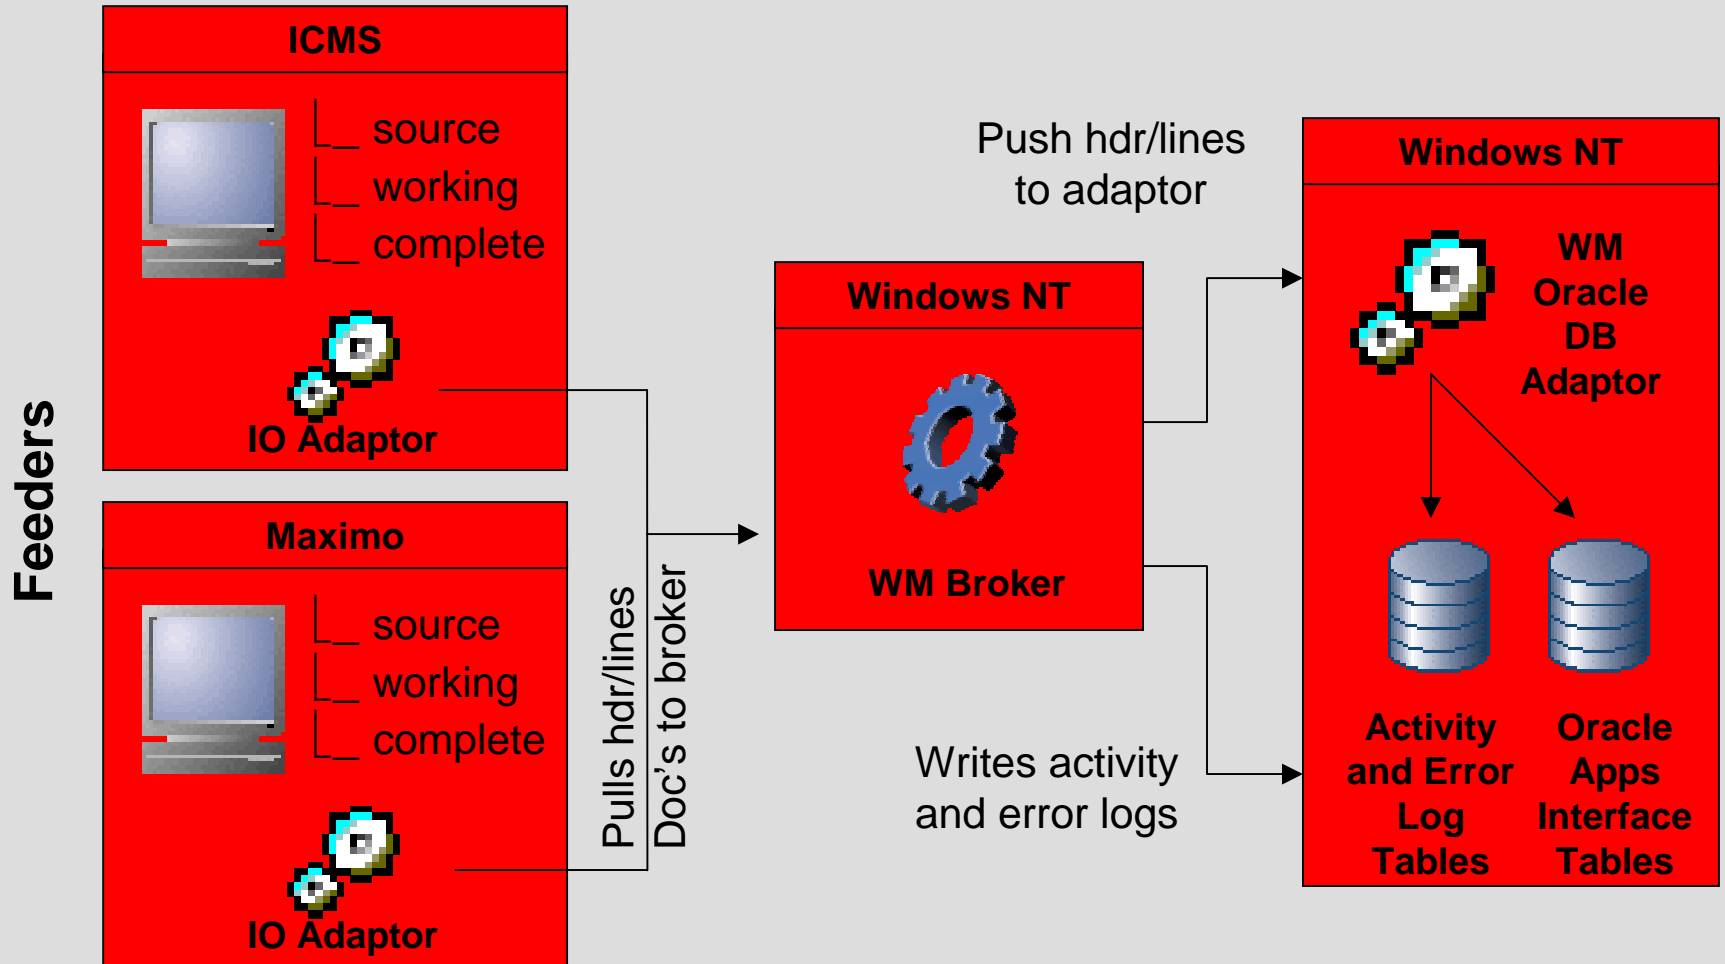 Feeders
ICMS
|__ source
|__ working
|__ complete
IO Adaptor
Maximo
|__ source
|__ working
|__ complete
IO Adaptor
Pulls hdr/lines
Doc's to broker
Windows NT
WM Broker
Push hdr/lines
to adaptor
Writes activity
and error logs
Windows NT
WM
Oracle
DB
Adaptor
Activity
and Error
Log
Tables
Oracle
Apps
Interface
Tables